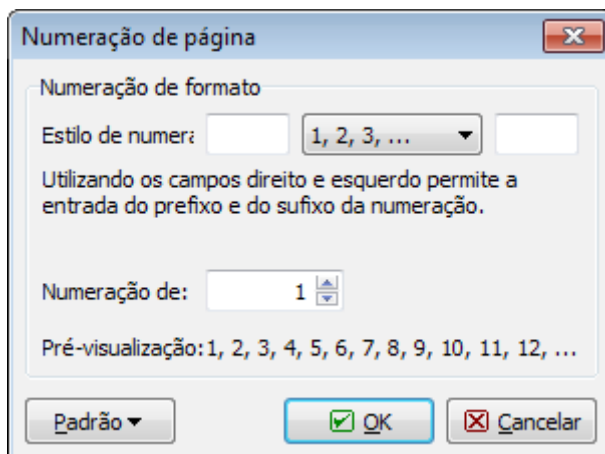 Numeração de página
Numeração de formato
Estilo de numera
1, 2, 3, ...
Utilizando os campos direito e esquerdo permite a
entrada do prefixo e do sufixo da numeração.
Numeração de: 1
Pré-visualização:1, 2, 3, 4, 5, 6, 7, 8, 9, 10, 11, 12, ...
Padrão OK Cancelar